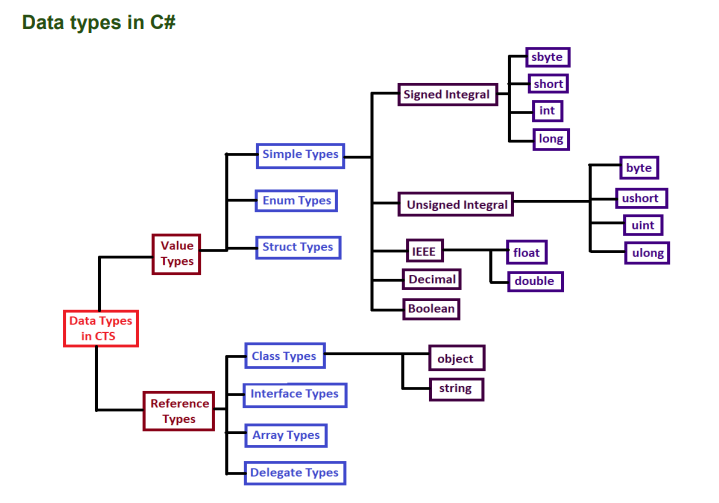 Data types in C#
sbyte
short
int
long
Signed Integral
Simple Types
Enum Types
Struct Types
Unsigned Integral
byte
ushort
uint
ulong
IEEE
float
double
Decimal
Boolean
Value
Types
Data Types
in CTS
Reference
Types
Class Types
object
string
Interface Types
Array Types
Delegate Types